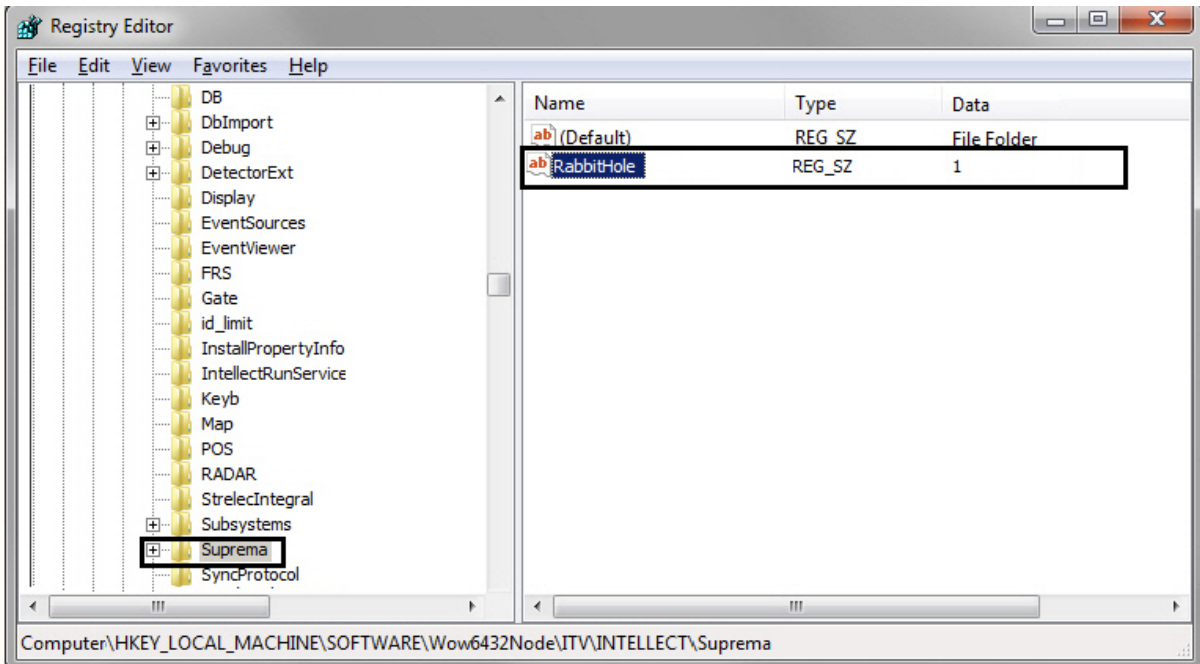 Registry Editor
File Edit View Favorites Help
DB
DbImport
Debug
DetectorExt
Display
EventSources
EventViewer
FRS
Gate
id_limit
InstallPropertyInfo
IntellectRunService
Keyb
Map
POS
RADAR
StrelecIntegral
Subsystems
Suprema
SyncProtocol
Name Type Data
ab (Default) REG_SZ File Folder
ab RabbitHole REG_SZ 1
Computer\HKEY_LOCAL_MACHINE\SOFTWARE\Wow6432Node\ITV\INTELLECT\Suprema